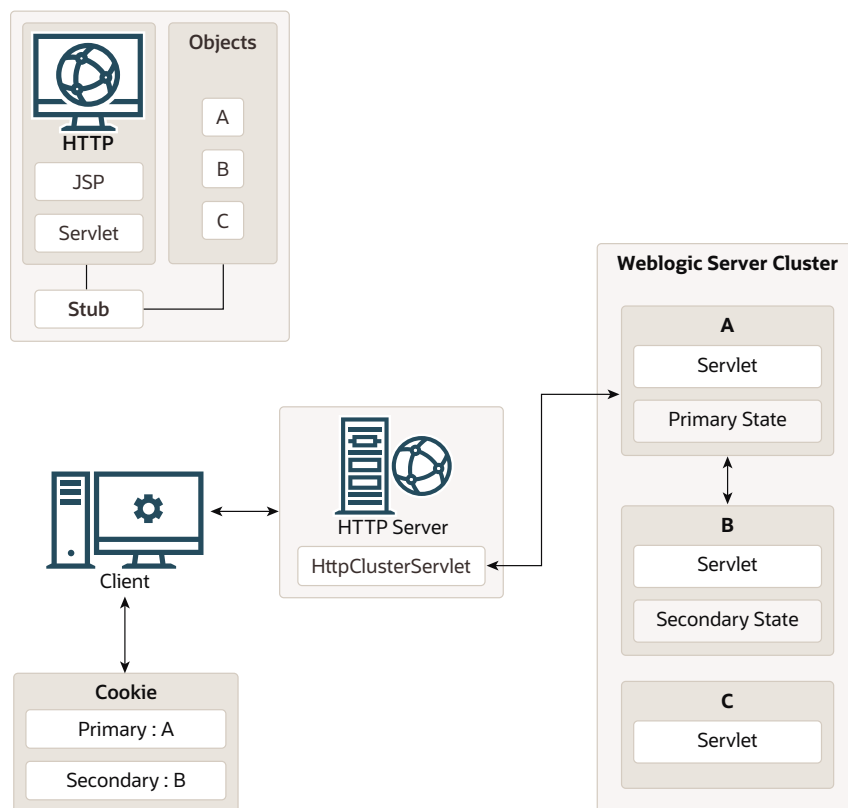 HTTP
JSP
Servlet
Objects
A
B
C
Stub
Client
Cookie
Primary : A
Secondary : B
HTTP Server
HttpClusterServlet
Weblogic Server Cluster
A
Servlet
Primary State
B
Servlet
Secondary State
C
Servlet